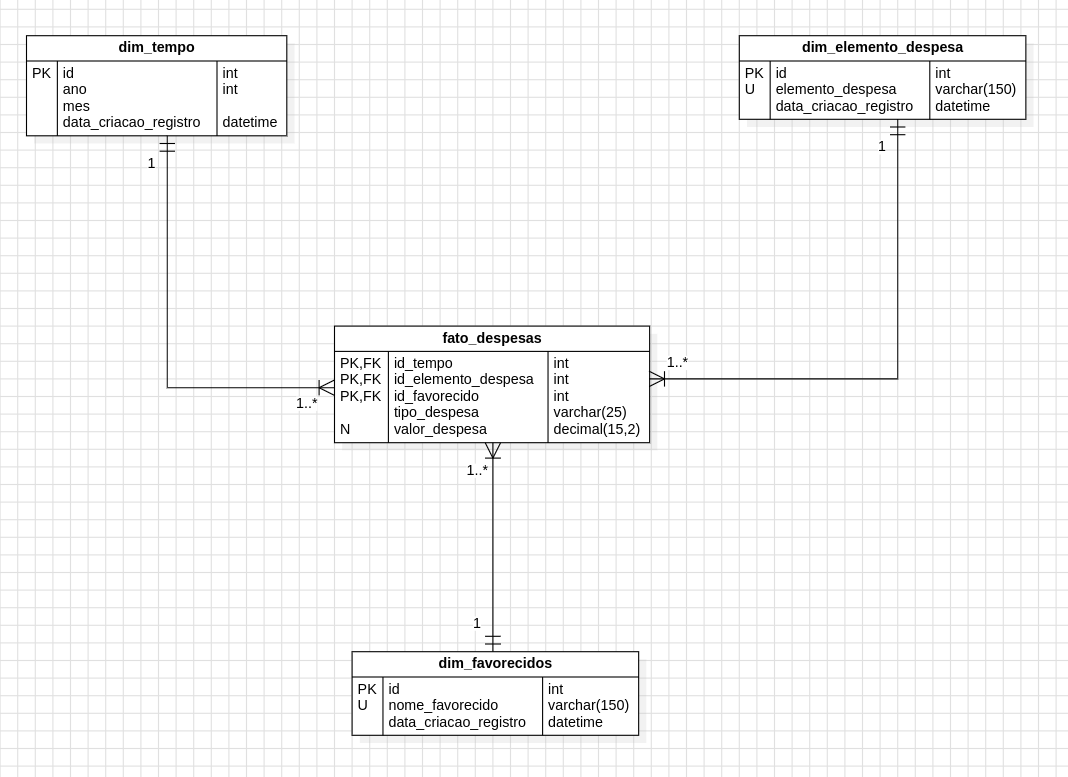 dim_tempo
PK id int
ano int
mes
data_criacao_registro datetime
1
dim_elemento_despesa
PK id int
U elemento_despesa varchar(150)
data_criacao_registro datetime
1
fato_despesas
PK,FK id_tempo int
PK,FK id_elemento_despesa int
PK,FK id_favorecido int
tipo_despesa varchar(25)
N valor_despesa decimal(15,2)
1..*
1..*
1..*
1
dim_favorecidos
PK id int
U nome_favorecido varchar(150)
data_criacao_registro datetime